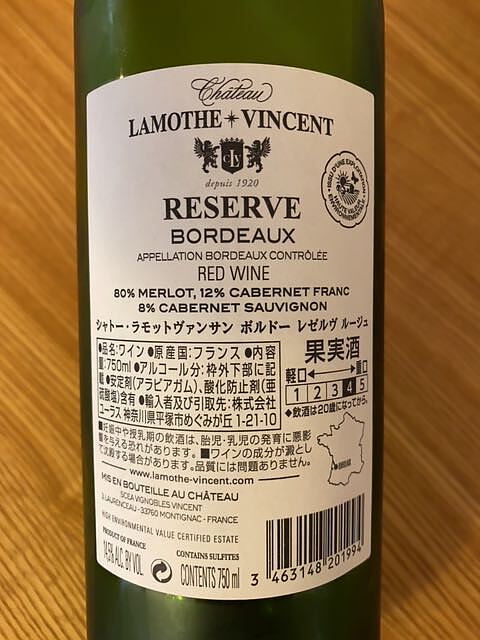 Château
LAMOTHE VINCENT
depuis 1920
RESERVE
BORDEAUX
APPELLATION BORDEAUX CONTRÔLÉE
RED WINE
80% MERLOT, 12% CABERNET FRANC
8% CABERNET SAUVIGNON
ISSU D'UNE EXPLOITATION
HAUTE VALEUR
ENVIRONNEMENTALE
シャトー・ラモットヴァンサン ボルドー レゼルヴ ルージュ
●品名:ワイン ●原産国:フランス ●内容
量:750ml ●アルコール分:枠外下部に記
載 ●安定剤(アラビアガム)、酸化防止剤(亜
硫酸塩)含有 ●輸入者及び引取先:株式会社
ユーラス 神奈川県平塚市めぐみが丘 1-21-10
果実酒
軽口 重口
1 2 3 4 5
◆飲酒は20歳になってから。
■妊娠中や授乳期の飲酒は、胎児・乳児の発育に悪影
響を与る恐れがあります。■ワインの成分が澱とし
て沈殿する場合があります。品質には問題ありません。
www.lamothe-vincent.com
MIS EN BOUTEILLE AU CHÂTEAU
SCEA VIGNOBLES VINCENT
3 LAURENCEAU - 33760 MONTIGNAC - FRANCE
HIGH ENVIRONMENTAL VALUE CERTIFIED ESTATE
PRODUCT OF FRANCE
CONTAINS SULFITES
14,5% ALC. BY VOL
CONTENTS 750 ml
BORDEAUX
3 463148 201994